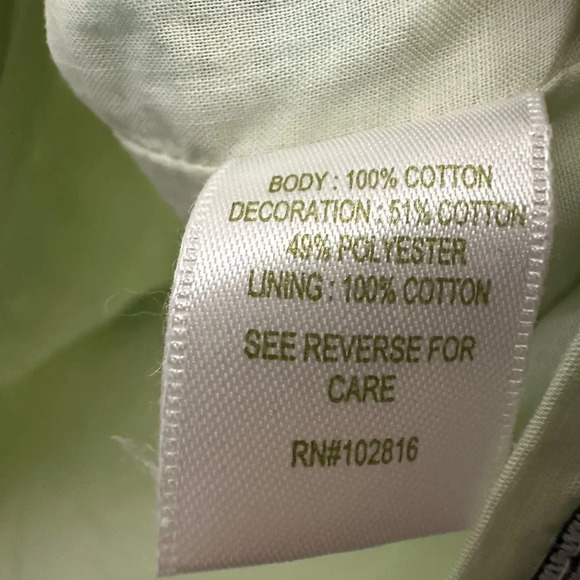 BODY : 100% COTTON
DECORATION : 51% COTTON
49% POLYESTER
LINING : 100% COTTON
SEE REVERSE FOR
CARE
RN#102816